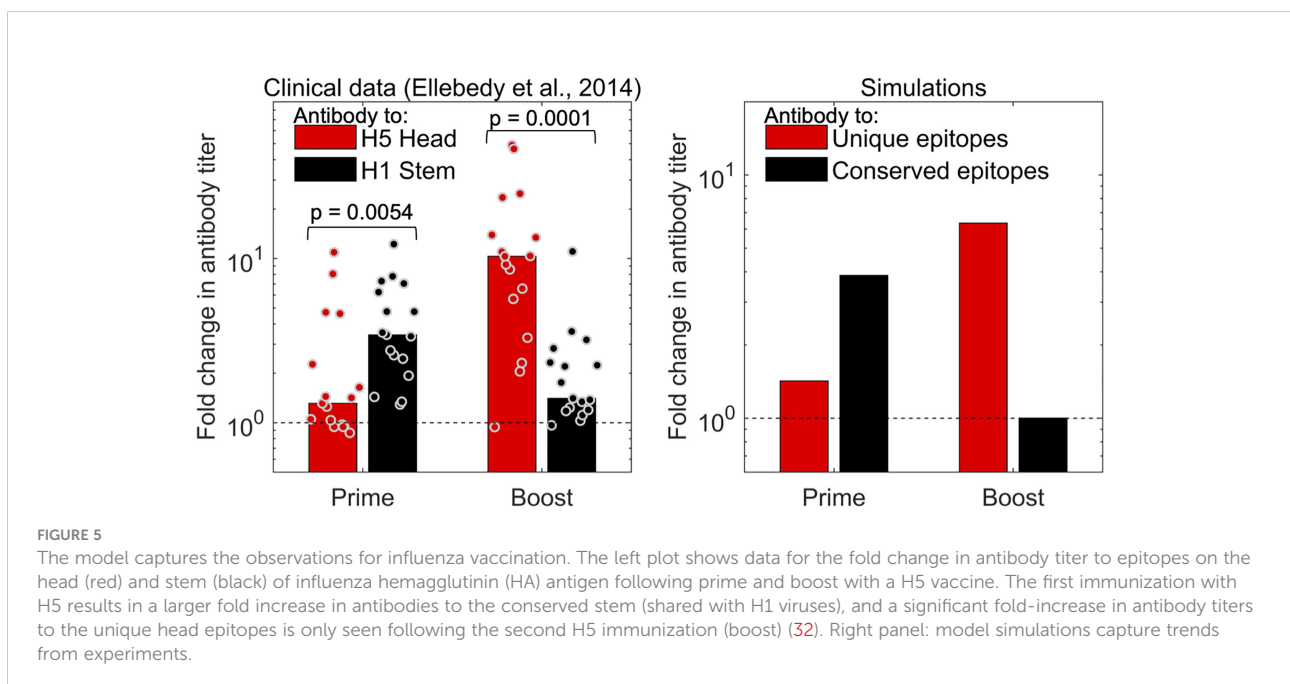 Clinical data (Ellebedy et al., 2014)
Antibody to:
H5 Head
H1 Stem
p = 0.0054
p = 0.0001
Fold change in antibody titer
10^1
10^0
Prime
Boost
Simulations
Antibody to:
Unique epitopes
Conserved epitopes
Fold change in antibody titer
10^1
10^0
Prime
Boost
FIGURE 5
The model captures the observations for influenza vaccination. The left plot shows data for the fold change in antibody titer to epitopes on the
head (red) and stem (black) of influenza hemagglutinin (HA) antigen following prime and boost with a H5 vaccine. The first immunization with
H5 results in a larger fold increase in antibodies to the conserved stem (shared with H1 viruses), and a significant fold-increase in antibody titers
to the unique head epitopes is only seen following the second H5 immunization (boost) (32). Right panel: model simulations capture trends
from experiments.